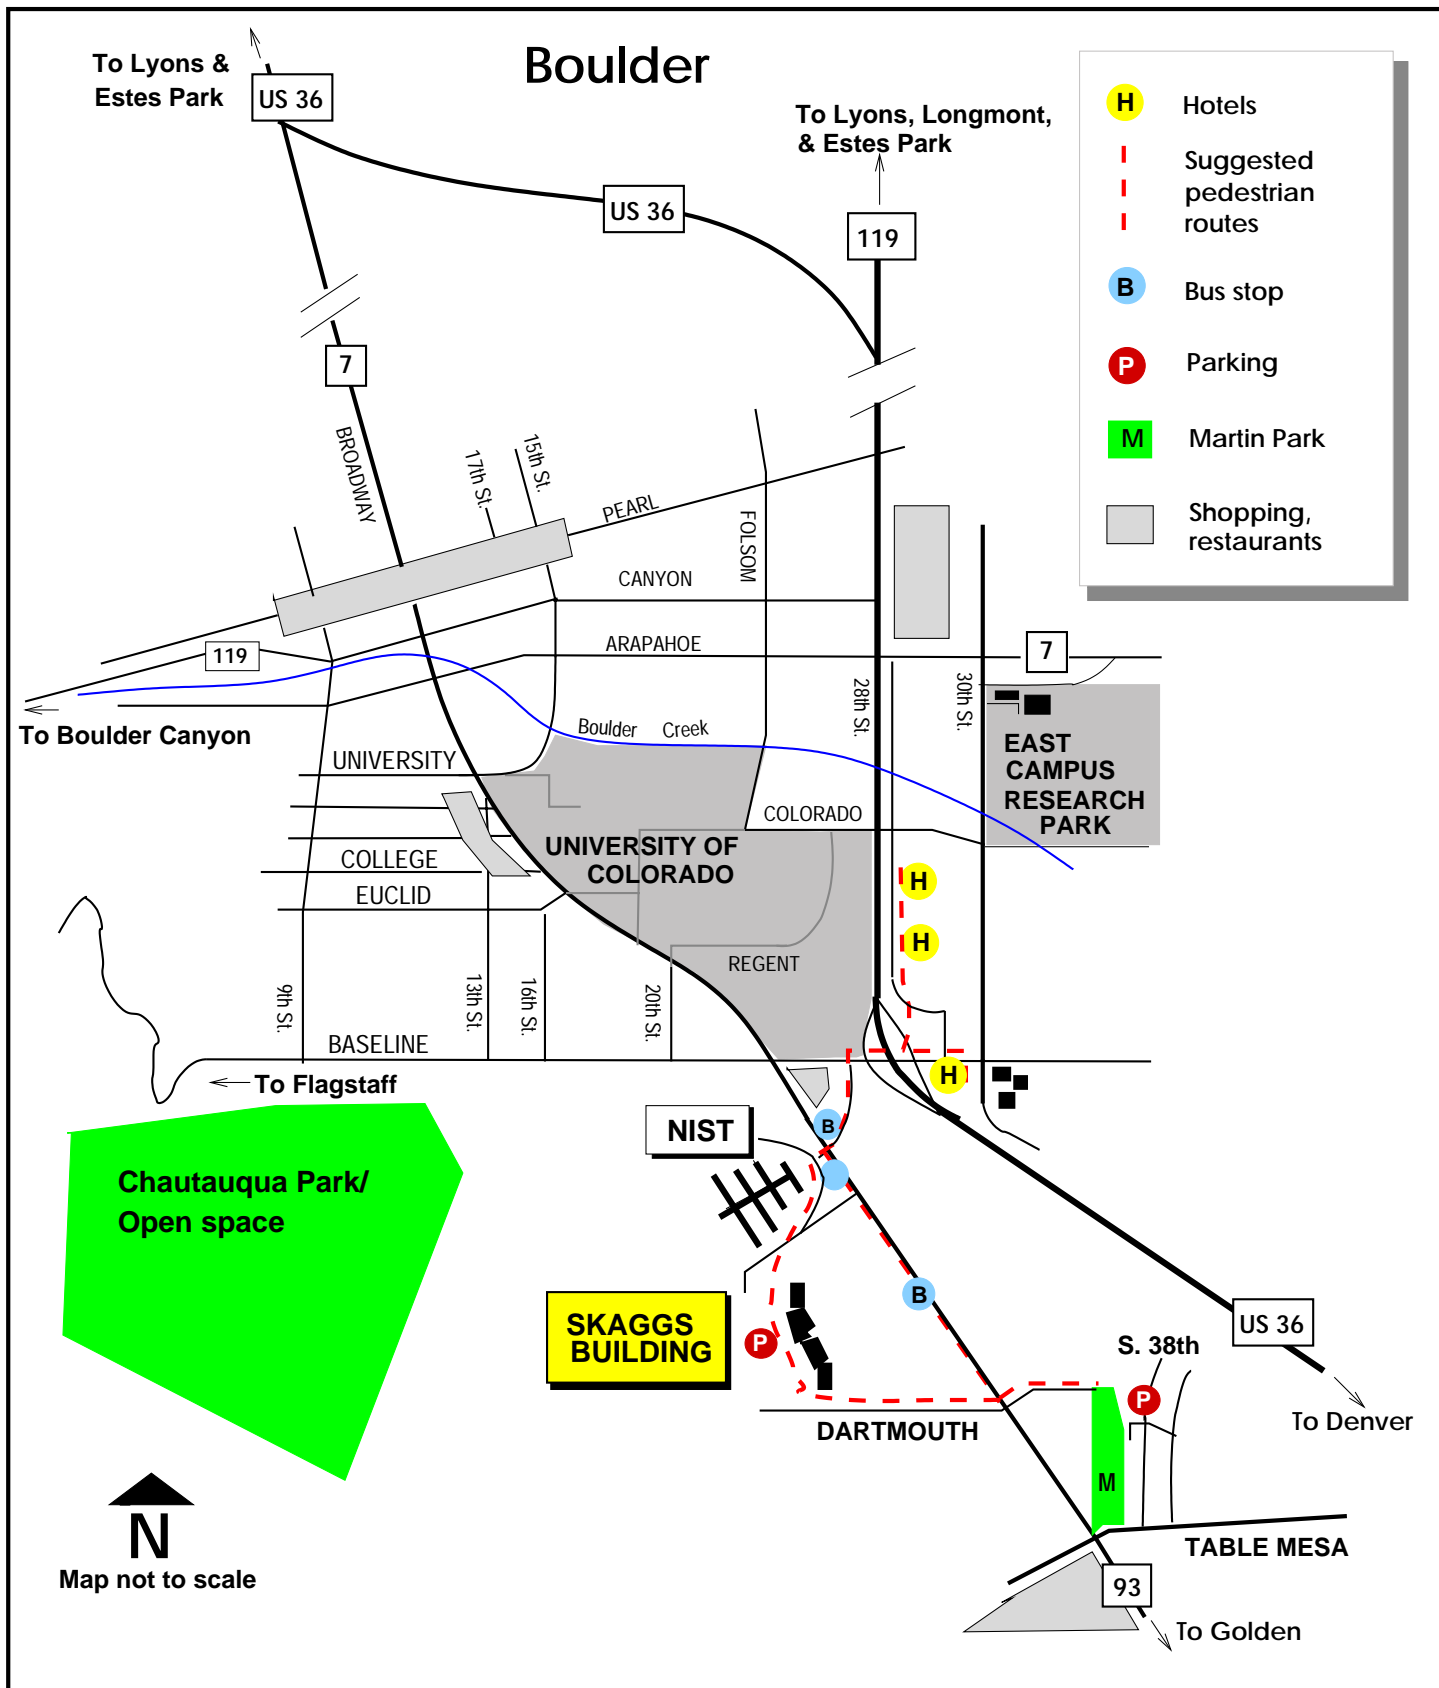 Boulder
To Lyons &
Estes Park
US 36
To Lyons, Longmont,
& Estes Park
US 36
119
H
Hotels
Suggested
pedestrian
routes
B
Bus stop
P
Parking
M
Martin Park
Shopping,
restaurants
7
BROADWAY
17th St.
15th St.
PEARL
FOLSOM
CANYON
ARAPAHOE
119
7
28th St.
30th St.
To Boulder Canyon
Boulder Creek
UNIVERSITY
EAST
CAMPUS
RESEARCH
PARK
COLORADO
UNIVERSITY OF
COLORADO
COLLEGE
EUCLID
H
H
REGENT
9th St.
13th St.
16th St.
20th St.
BASELINE
To Flagstaff
H
NIST
B
Chautauqua Park/
Open space
B
SKAGGS
BUILDING
P
US 36
S. 38th
P
To Denver
DARTMOUTH
M
N
Map not to scale
TABLE MESA
93
To Golden